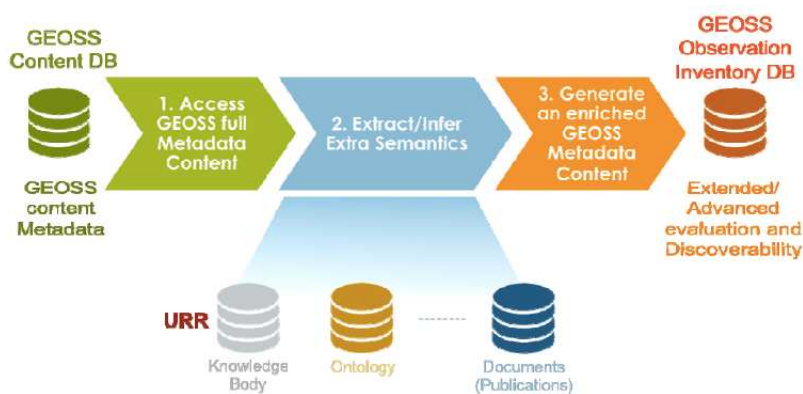 GEOSS
Content DB
GEOSS
content
Metadata
1. Access
GEOSS full
Metadata
Content
2. Extract/Infer
Extra Semantics
3. Generate
an enriched
GEOSS
Metadata
Content
GEOSS
Observation
Inventory DB
Extended/
Advanced
evaluation and
Discoverability
URR
Knowledge
Body
Ontology
Documents
(Publications)